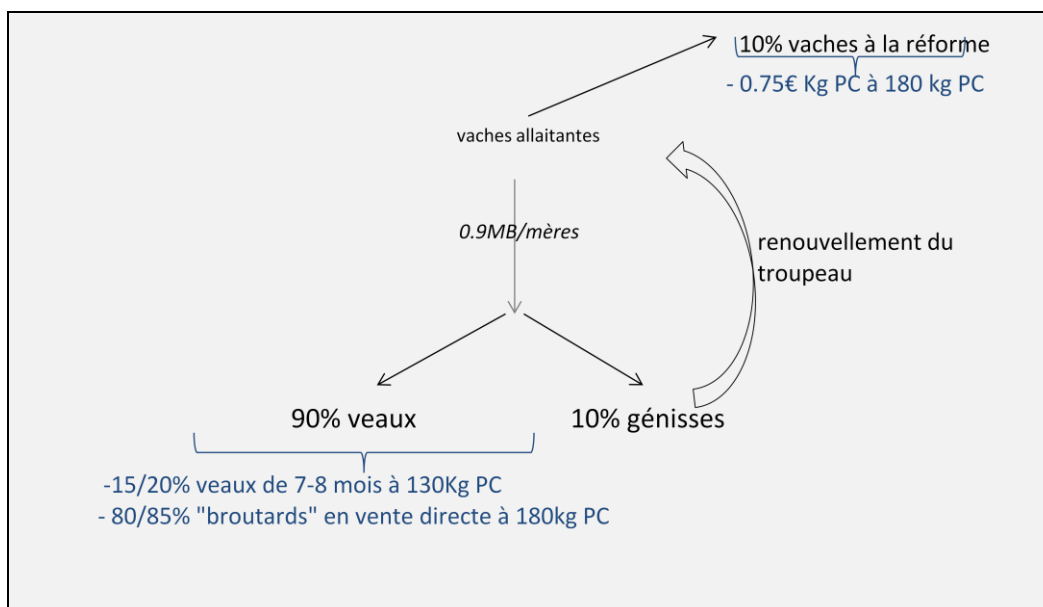 10% vaches à la réforme
- 0.75€ Kg PC à 180 kg PC
vaches allaitantes
0.9MB/mères
renouvellement du
troupeau
90% veaux
10% génisses
-15/20% veaux de 7-8 mois à 130Kg PC
- 80/85% "broutards" en vente directe à 180kg PC